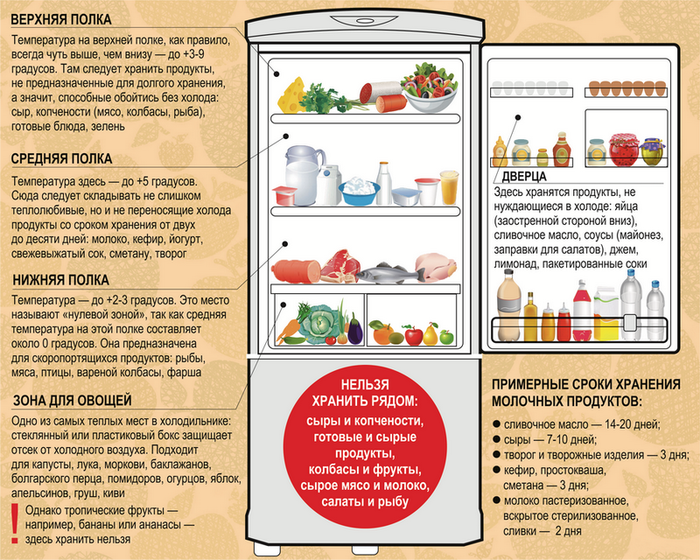 ВЕРХНЯЯ ПОЛКА
Температура на верхней полке, как правило,
всегда чуть выше, чем внизу — до +3-9
градусов. Там следует хранить продукты,
не предназначенные для долгого хранения,
а значит, способные обойтись без холода:
сыр, копчености (мясо, колбасы, рыба),
готовые блюда, зелень
СРЕДНЯЯ ПОЛКА
Температура здесь — до +5 градусов.
Сюда следует складывать не слишком
теплолюбивые, но и не переносящие холода
продукты со сроком хранения от двух
до десяти дней: молоко, кефир, йогурт,
свежевыжатый сок, сметану, творог
НИЖНЯЯ ПОЛКА
Температура — до +2-3 градусов. Это место
называют «нулевой зоной», так как средняя
температура на этой полке составляет
около 0 градусов. Она предназначена
для скоропортящихся продуктов: рыбы,
мяса, птицы, вареной колбасы, фарша
ЗОНА ДЛЯ ОВОЩЕЙ
Одно из самых теплых мест в холодильнике:
стеклянный или пластиковый бокс защищает
отсек от холодного воздуха. Подходит
для капусты, лука, моркови, баклажанов,
болгарского перца, помидоров, огурцов, яблок,
апельсинов, груш, киви
! Однако тропические фрукты —
например, бананы или ананасы —
здесь хранить нельзя
НЕЛЬЗЯ
ХРАНИТЬ РЯДОМ:
сыры и копчености,
готовые и сырые
продукты,
колбасы и фрукты,
сырое мясо и молоко,
салаты и рыбу
ДВЕРЦА
Здесь хранятся продукты, не
нуждающиеся в холоде: яйца
(заостренной стороной вниз),
сливочное масло, соусы (майонез,
заправки для салатов), джем,
лимонад, пакетированные соки
ПРИМЕРНЫЕ СРОКИ ХРАНЕНИЯ
МОЛОЧНЫХ ПРОДУКТОВ:
● сливочное масло — 14-20 дней;
● сыры — 7-10 дней;
● творог и творожные изделия — 3 дня;
● кефир, простокваша,
сметана — 3 дня;
● молоко пастеризованное,
вскрытое стерилизованное,
сливки — 2 дня